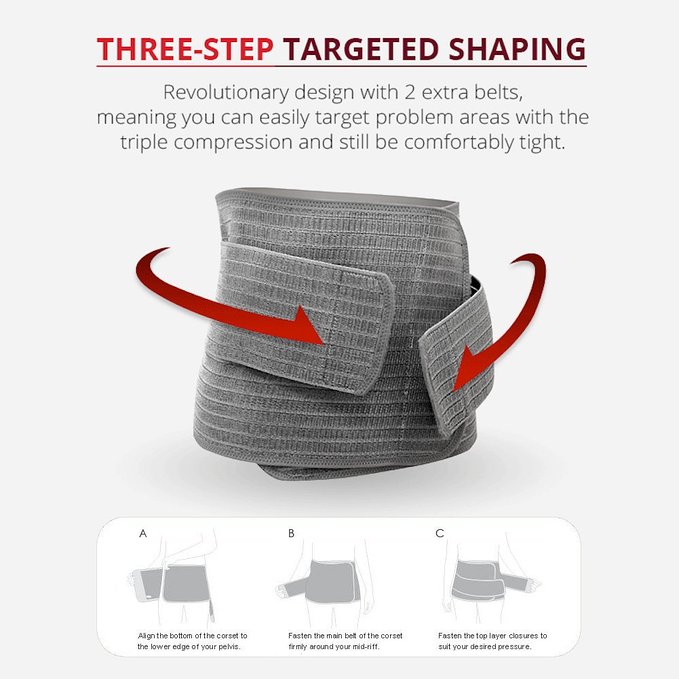 THREE-STEP TARGETED SHAPING
Revolutionary design with 2 extra belts,
meaning you can easily target problem areas with the
triple compression and still be comfortably tight.
A
B
C
Align the bottom of the corset to
the lower edge of your pelvis.
Fasten the main belt of the corset
firmly around your mid-riff.
Fasten the top layer closures to
suit your desired pressure.